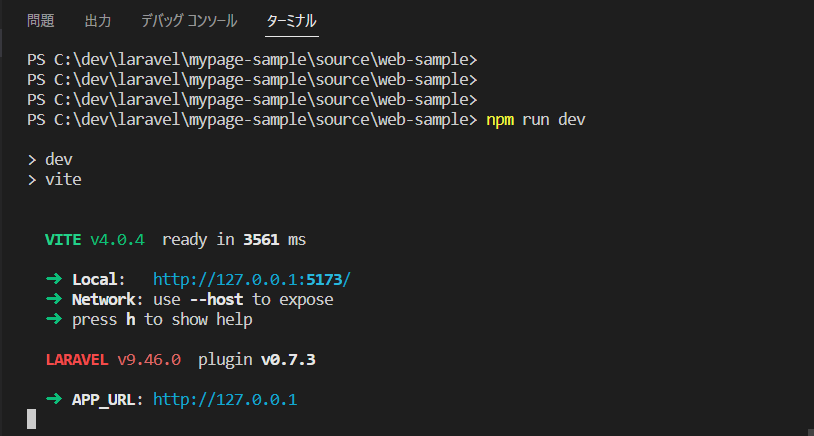 問題 出力 デバッグ コンソール ターミナル
PS C:\dev\laravel\mypage-sample\source\web-sample>
PS C:\dev\laravel\mypage-sample\source\web-sample>
PS C:\dev\laravel\mypage-sample\source\web-sample>
PS C:\dev\laravel\mypage-sample\source\web-sample> npm run dev
> dev
> vite
VITE v4.0.4  ready in 3561 ms
➜ Local:   http://127.0.0.1:5173/
➜ Network: use --host to expose
➜ press h to show help
LARAVEL v9.46.0  plugin v0.7.3
➜ APP_URL: http://127.0.0.1